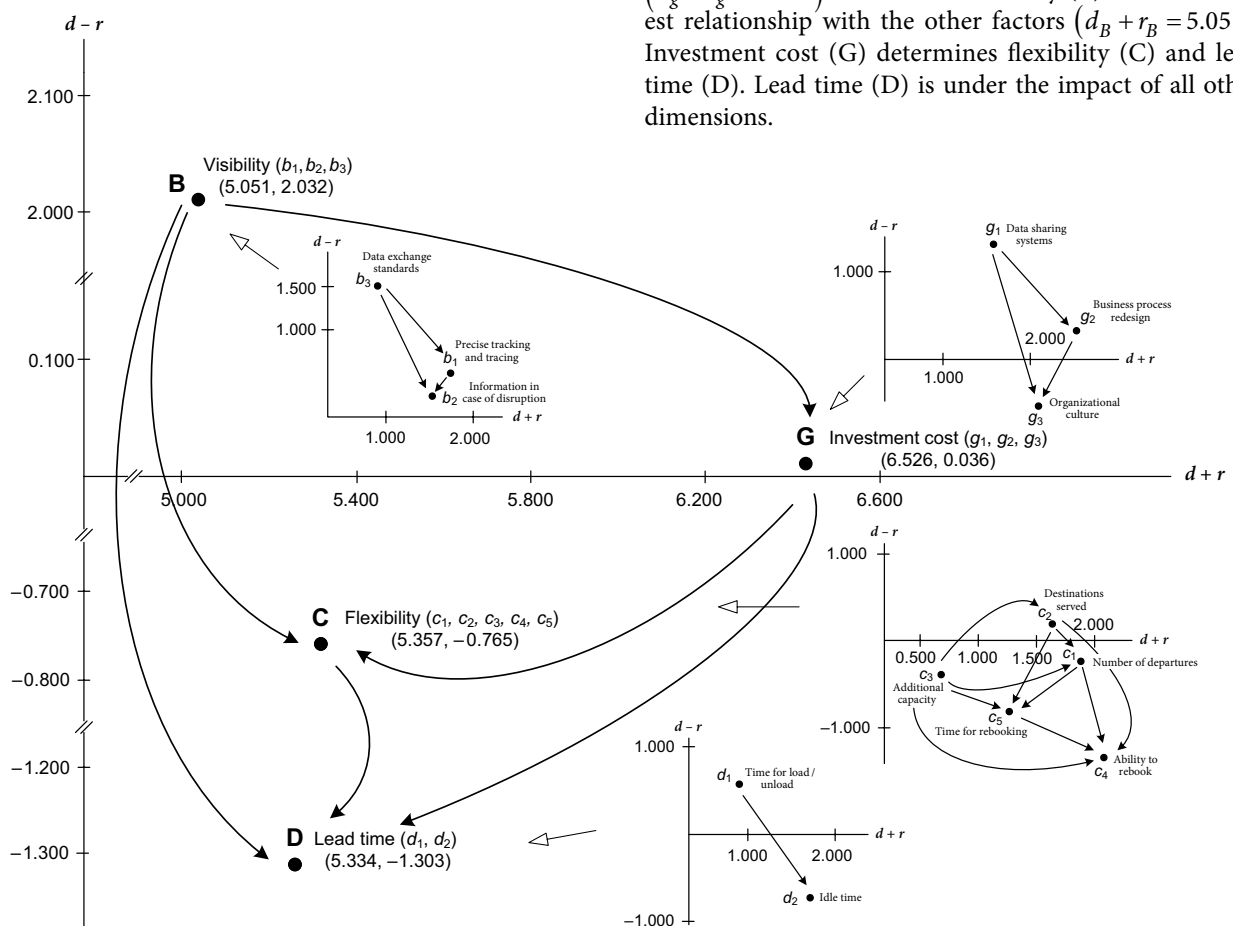 est relationship with the other factors (d_B + r_B = 5.05
Investment cost (G) determines flexibility (C) and le
time (D). Lead time (D) is under the impact of all oth
dimensions.
d – r
2.100
2.000
0.100
–0.700
–0.800
–1.200
–1.300
5.000
5.400
5.800
6.200
6.600
d + r
B
Visibility (b1, b2, b3)
(5.051, 2.032)
d – r
1.500
1.000
Data exchange
standards
b3
Precise tracking
and tracing
b1
b2
Information in
case of disruption
d + r
1.000
2.000
d – r
1.000
g1
Data sharing
systems
Business process
redesign
g2
2.000
d + r
1.000
Organizational
culture
g3
G
Investment cost (g1, g2, g3)
(6.526, 0.036)
C
Flexibility (c1, c2, c3, c4, c5)
(5.357, –0.765)
d – r
1.000
Destinations
served
c2
2.000
d + r
0.500
1.000
1.500
c1
Number of departures
c3
Additional
capacity
c5
Time for rebooking
–1.000
c4
Ability to
rebook
D
Lead time (d1, d2)
(5.334, –1.303)
d – r
1.000
d1
Time for load /
unload
d + r
1.000
2.000
d2
Idle time
–1.000